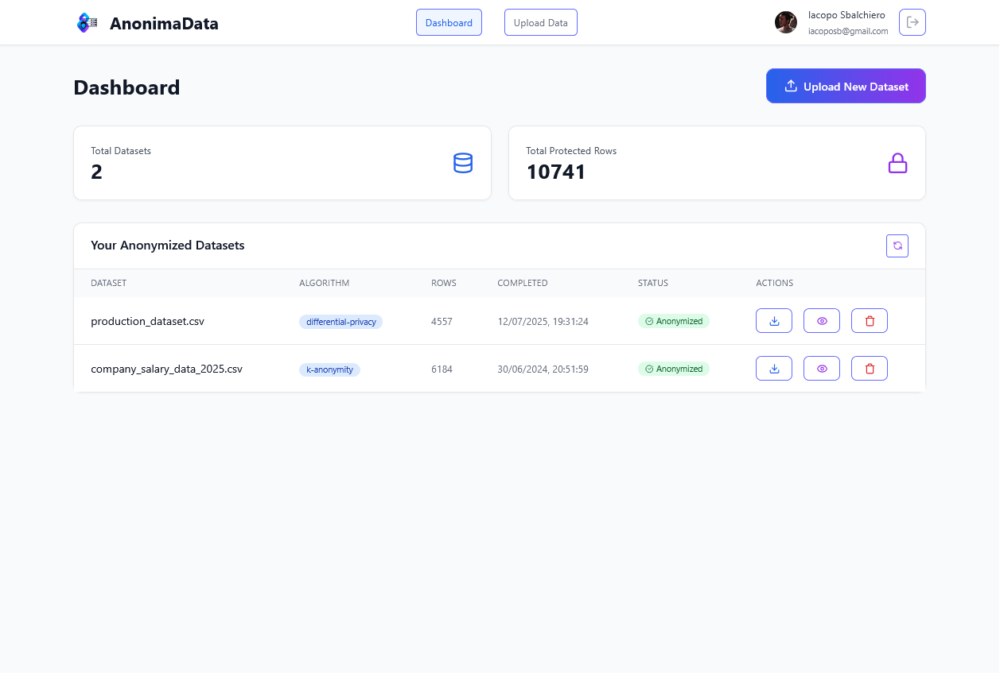 AnonimaData
Dashboard
Upload Data
Iacopo Sbalchiero
iacoposb@gmail.com
Dashboard
Upload New Dataset
Total Datasets
2
Total Protected Rows
10741
Your Anonymized Datasets
DATASET ALGORITHM ROWS COMPLETED STATUS ACTIONS
production_dataset.csv differential-privacy 4557 12/07/2025, 19:31:24 Anonymized
company_salary_data_2025.csv k-anonymity 6184 30/06/2024, 20:51:59 Anonymized